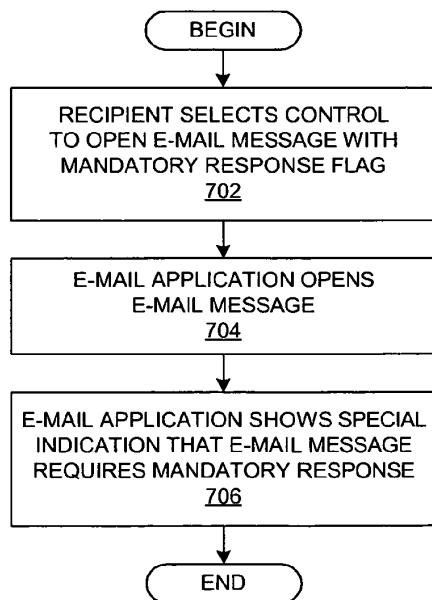 BEGIN
RECIPIENT SELECTS CONTROL
TO OPEN E-MAIL MESSAGE WITH
MANDATORY RESPONSE FLAG
702
E-MAIL APPLICATION OPENS
E-MAIL MESSAGE
704
E-MAIL APPLICATION SHOWS SPECIAL
INDICATION THAT E-MAIL MESSAGE
REQUIRES MANDATORY RESPONSE
706
END